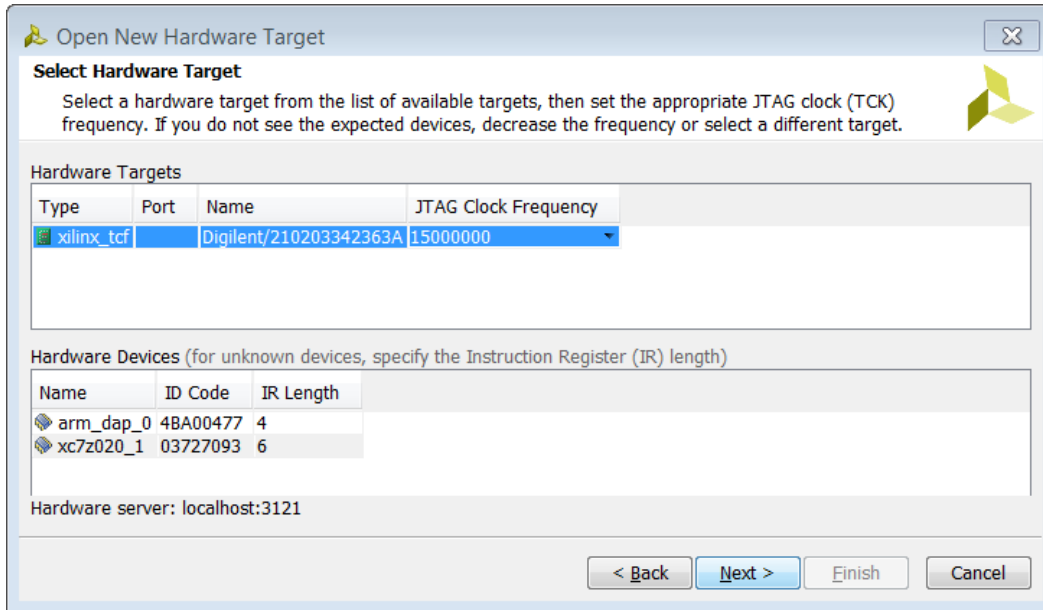 Open New Hardware Target
Select Hardware Target
Select a hardware target from the list of available targets, then set the appropriate JTAG clock (TCK)
frequency. If you do not see the expected devices, decrease the frequency or select a different target.
Hardware Targets
Type Port Name JTAG Clock Frequency
xilinx_tcf Digilent/210203342363A 15000000
Hardware Devices (for unknown devices, specify the Instruction Register (IR) length)
Name ID Code IR Length
arm_dap_0 4BA00477 4
xc7z020_1 03727093 6
Hardware server: localhost:3121
< Back Next > Finish Cancel